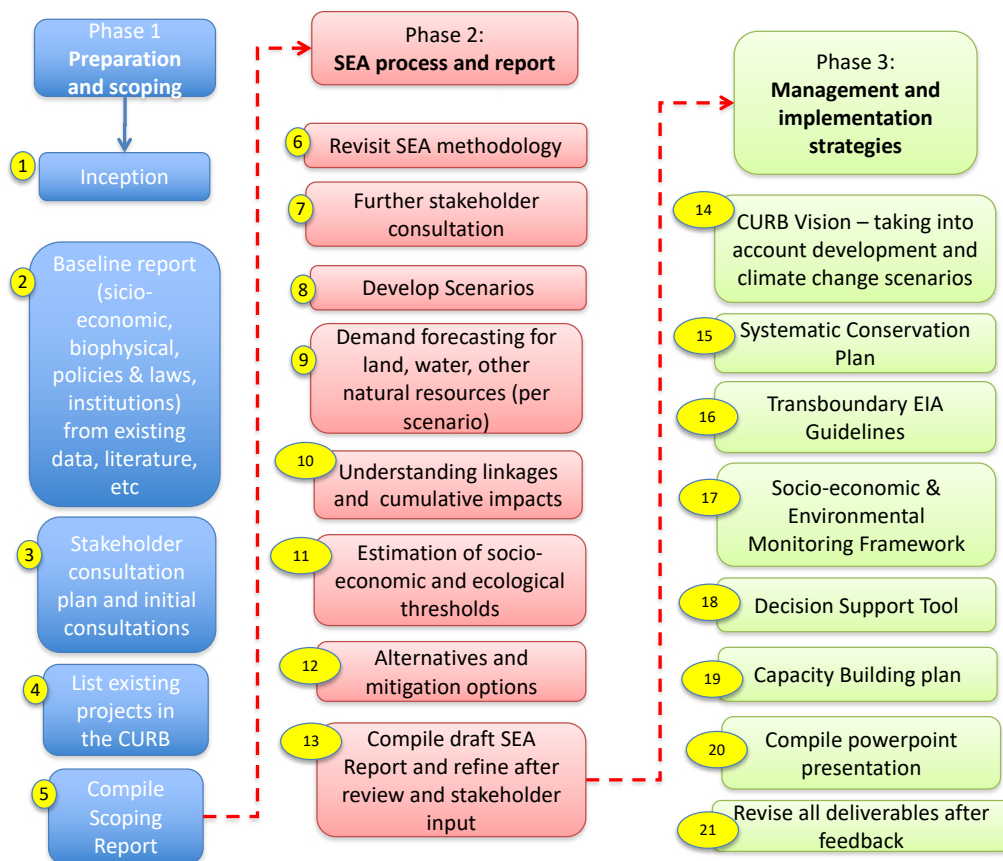 Phase 1
Preparation
and scoping
1
Inception
2
Baseline report
(sicio-
economic,
biophysical,
policies & laws,
institutions)
from existing
data, literature,
etc
3
Stakeholder
consultation
plan and initial
consultations
4
List existing
projects in
the CURB
5
Compile
Scoping
Report
Phase 2:
SEA process and report
6
Revisit SEA methodology
7
Further stakeholder
consultation
8
Develop Scenarios
9
Demand forecasting for
land, water, other
natural resources (per
scenario)
10
Understanding linkages
and cumulative impacts
11
Estimation of socio-
economic and ecological
thresholds
12
Alternatives and
mitigation options
13
Compile draft SEA
Report and refine after
review and stakeholder
input
Phase 3:
Management and
implementation
strategies
14
CURB Vision – taking into
account development and
climate change scenarios
15
Systematic Conservation
Plan
16
Transboundary EIA
Guidelines
17
Socio-economic &
Environmental
Monitoring Framework
18
Decision Support Tool
19
Capacity Building plan
20
Compile powerpoint
presentation
21
Revise all deliverables after
feedback